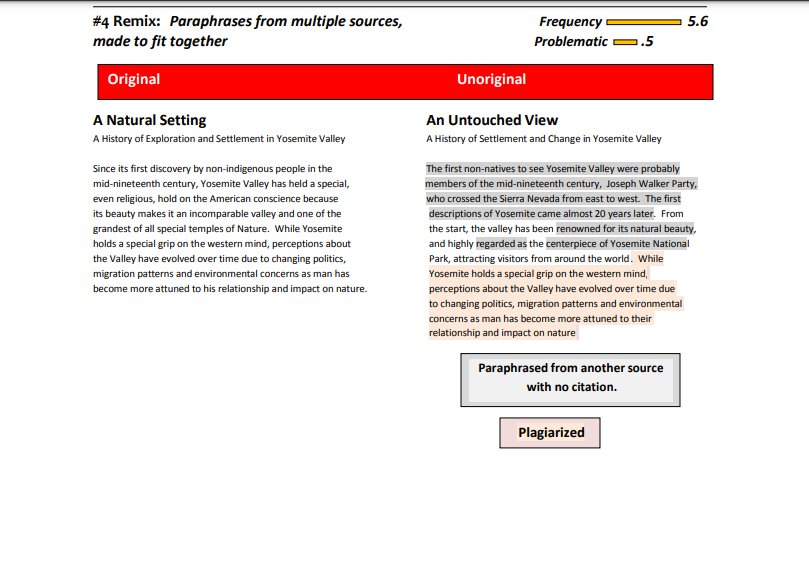 #4 Remix: Paraphrases from multiple sources,
made to fit together
Frequency 5.6
Problematic .5
Original
Unoriginal
A Natural Setting
A History of Exploration and Settlement in Yosemite Valley
Since its first discovery by non-indigenous people in the
mid-nineteenth century, Yosemite Valley has held a special,
even religious, hold on the American conscience because
its beauty makes it an incomparable valley and one of the
grandest of all special temples of Nature. While Yosemite
holds a special grip on the western mind, perceptions about
the Valley have evolved over time due to changing politics,
migration patterns and environmental concerns as man has
become more attuned to his relationship and impact on nature.
An Untouched View
A History of Settlement and Change in Yosemite Valley
The first non-natives to see Yosemite Valley were probably
members of the mid-nineteenth century, Joseph Walker Party,
who crossed the Sierra Nevada from east to west. The first
descriptions of Yosemite came almost 20 years later. From
the start, the valley has been renowned for its natural beauty,
and highly regarded as the centerpiece of Yosemite National
Park, attracting visitors from around the world. While
Yosemite holds a special grip on the western mind,
perceptions about the Valley have evolved over time due
to changing politics, migration patterns and environmental
concerns as man has become more attuned to their
relationship and impact on nature
Paraphrased from another source
with no citation.
Plagiarized